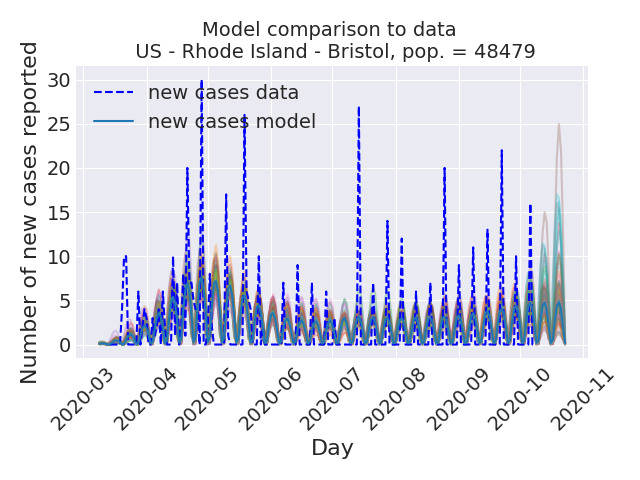 Model comparison to data
US - Rhode Island - Bristol, pop. = 48479
Number of new cases reported
30
25
20
15
10
5
0
new cases data
new cases model
2020-03
2020-04
2020-05
2020-06
2020-07
2020-08
2020-09
2020-10
2020-11
Day